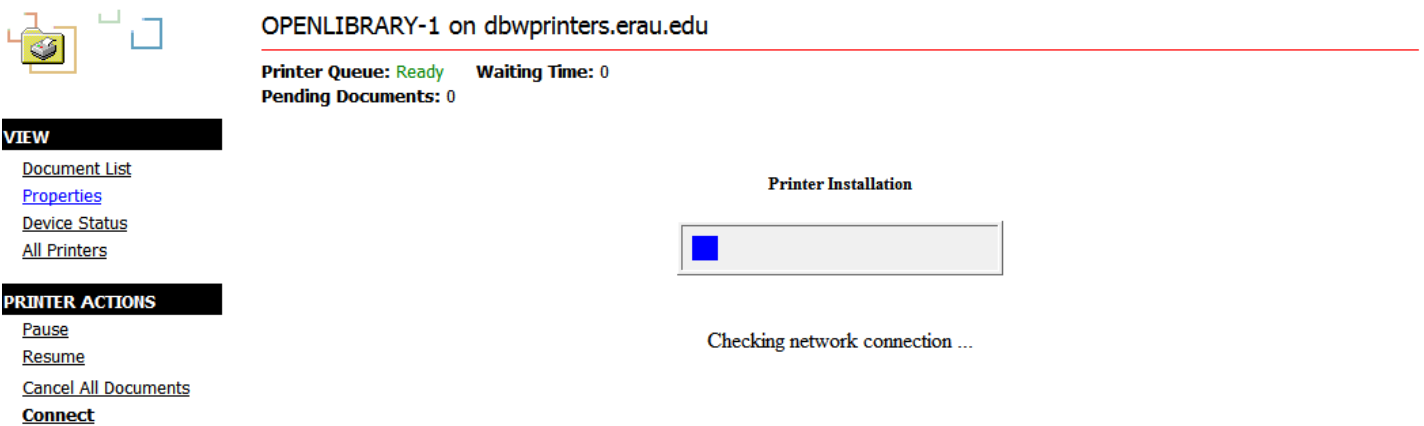 OPENLIBRARY-1 on dbwprinters.erau.edu
Printer Queue: Ready Waiting Time: 0
Pending Documents: 0
VIEW
Document List
Properties
Device Status
All Printers
PRINTER ACTIONS
Pause
Resume
Cancel All Documents
Connect
Printer Installation
Checking network connection ...